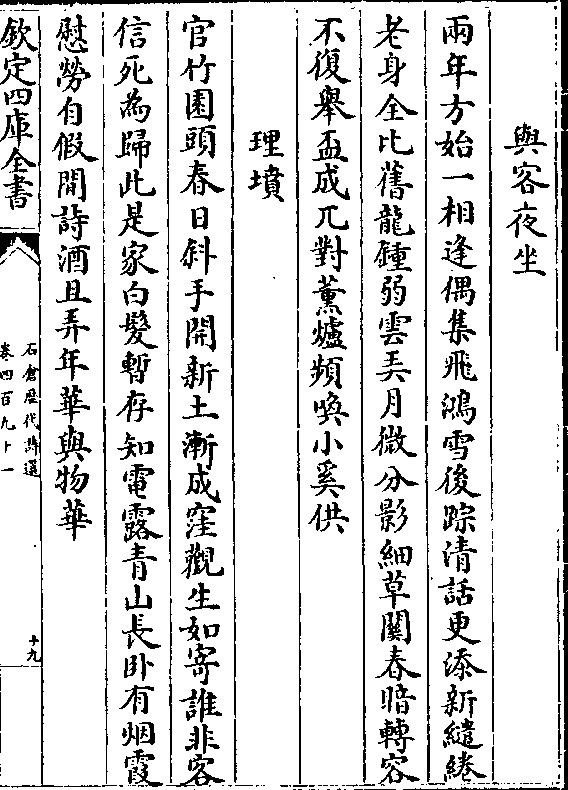 與客夜坐
兩年方始一相逢偶集飛鴻雪後踪清話更添新繾綣
老身全比舊龍鍾弱雲弄月微分影細草關春暗轉容
不復舉盃成兀對薰爐頻喚小奚供
理墳
官竹園頭春日斜手開新土漸成窪觀生如寄誰非客
信死為歸此是家白髮暫存知電露青山長卧有烟霞
慰勞自假閒詩酒且弄年華與物華
欽定四庫全書
石倉歷代詩選
卷四百九十一
十九